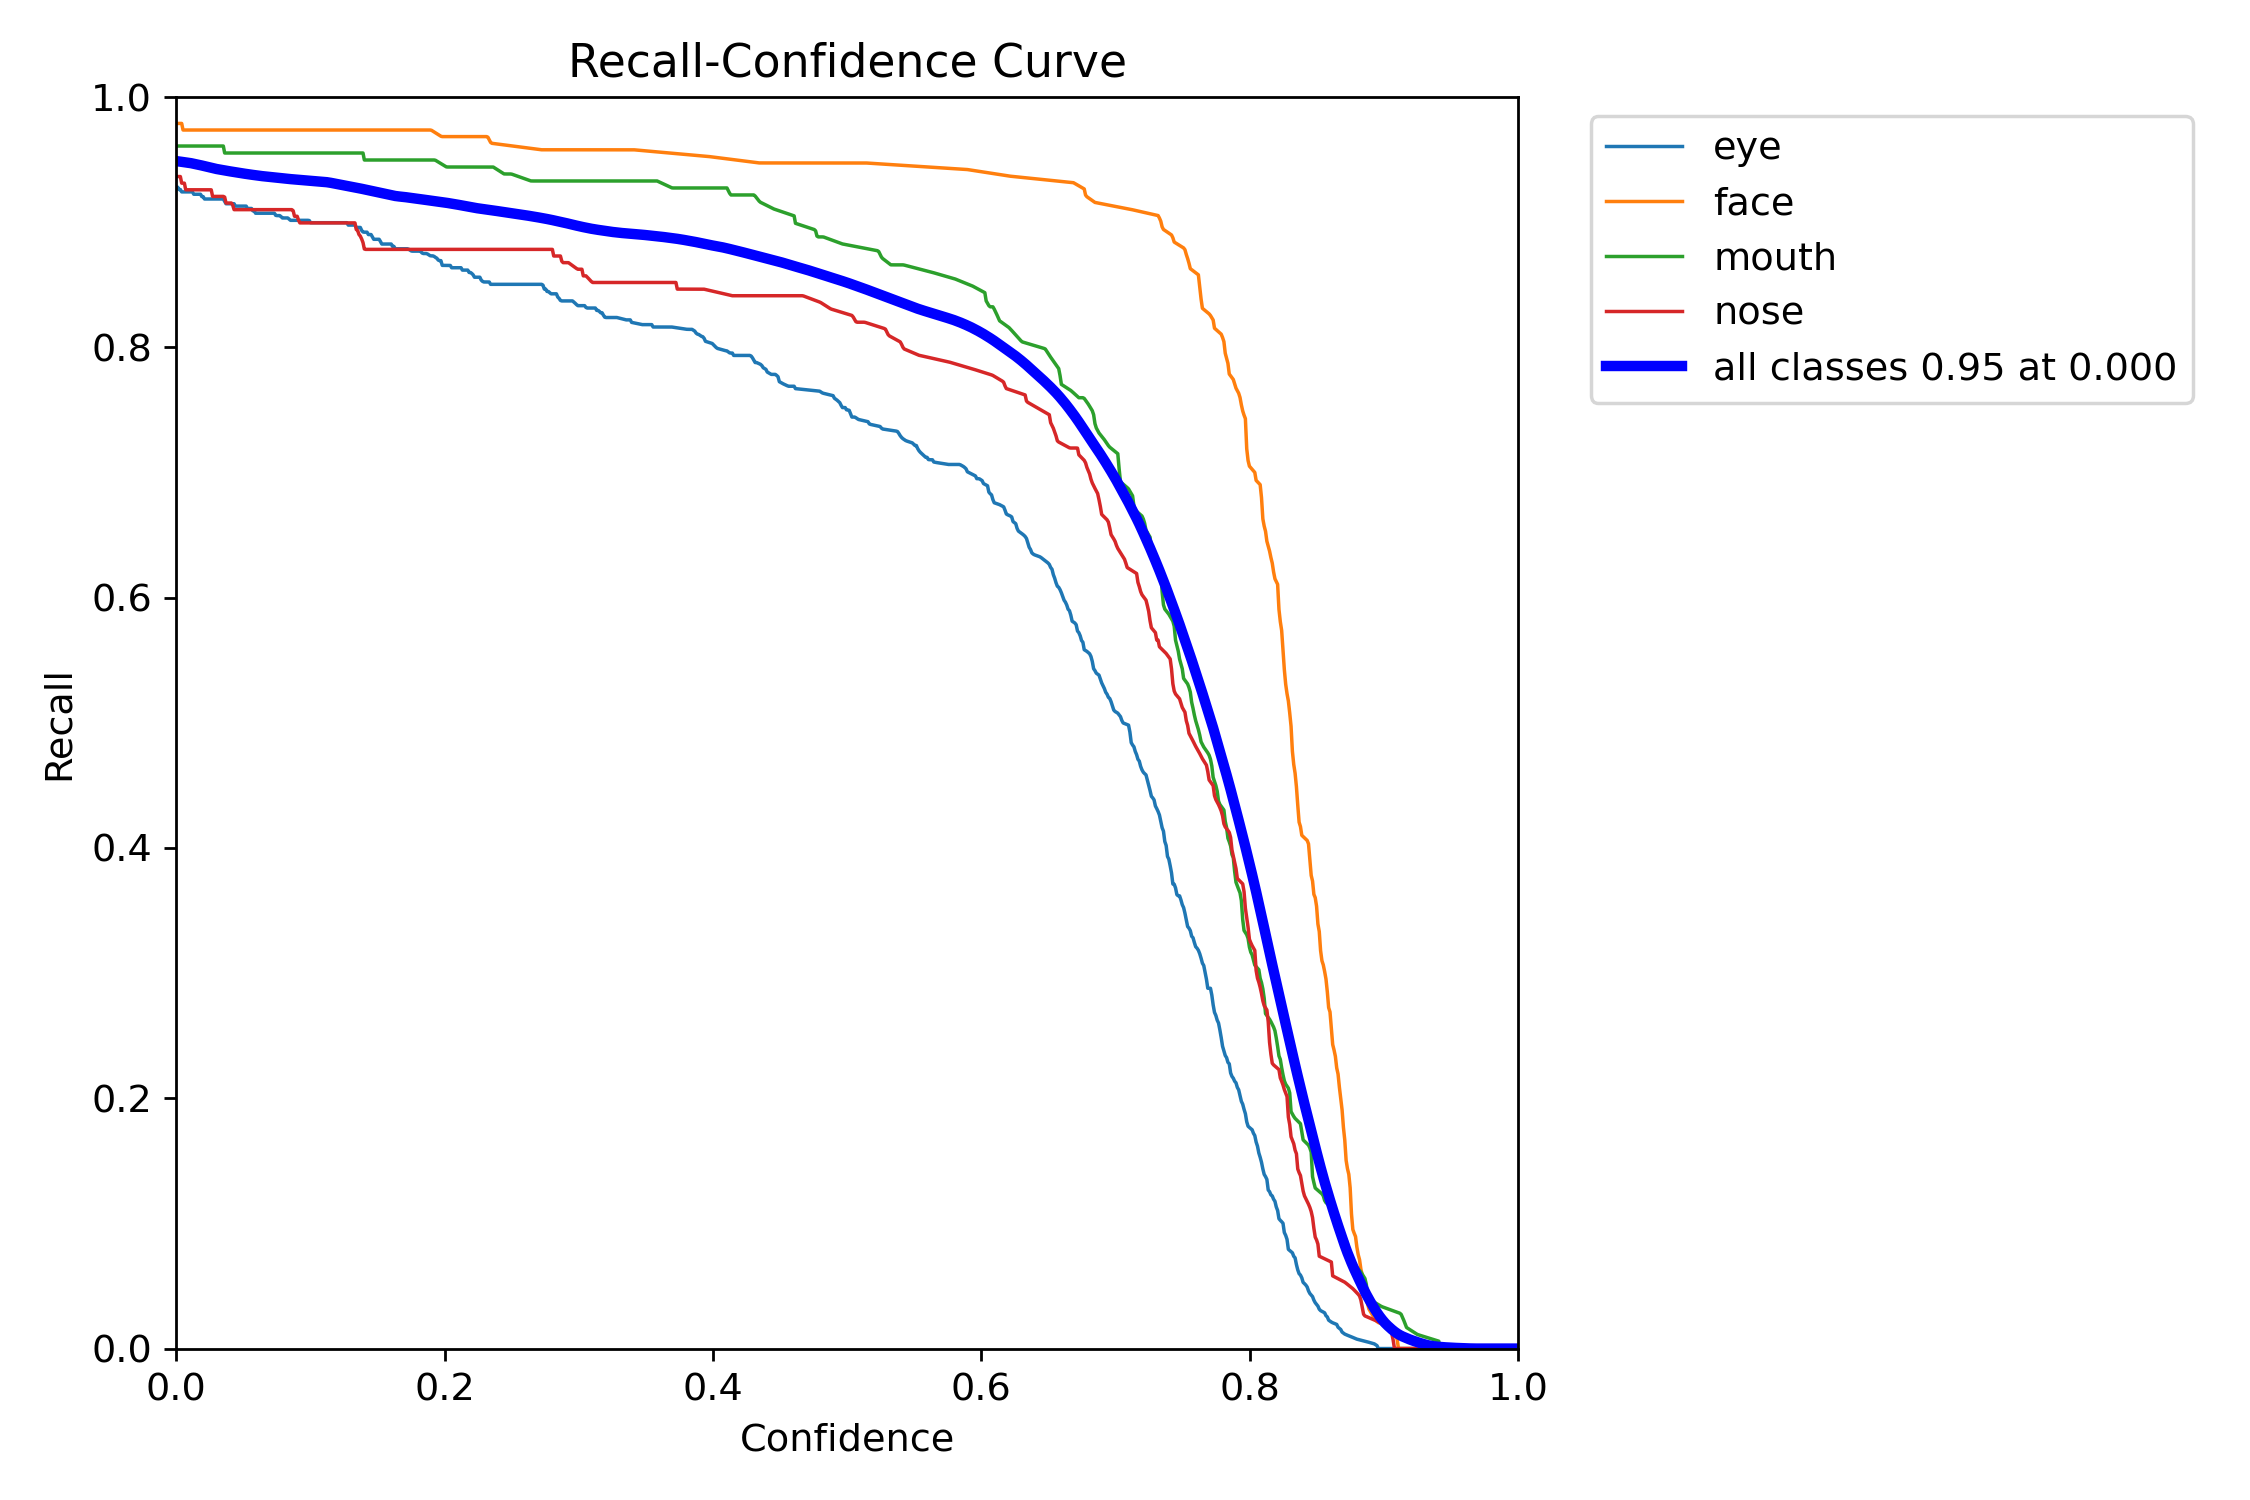 Recall-Confidence Curve
1.0
0.8
0.6
0.4
0.2
0.0
Recall
0.0 0.2 0.4 0.6 0.8 1.0
Confidence
eye
face
mouth
nose
all classes 0.95 at 0.000